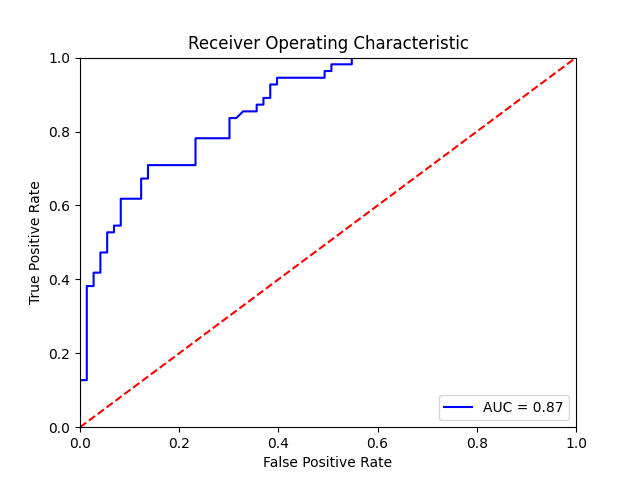 Receiver Operating Characteristic
1.0
0.8
0.6
0.4
0.2
0.0
True Positive Rate
AUC = 0.87
0.0 0.2 0.4 0.6 0.8 1.0
False Positive Rate